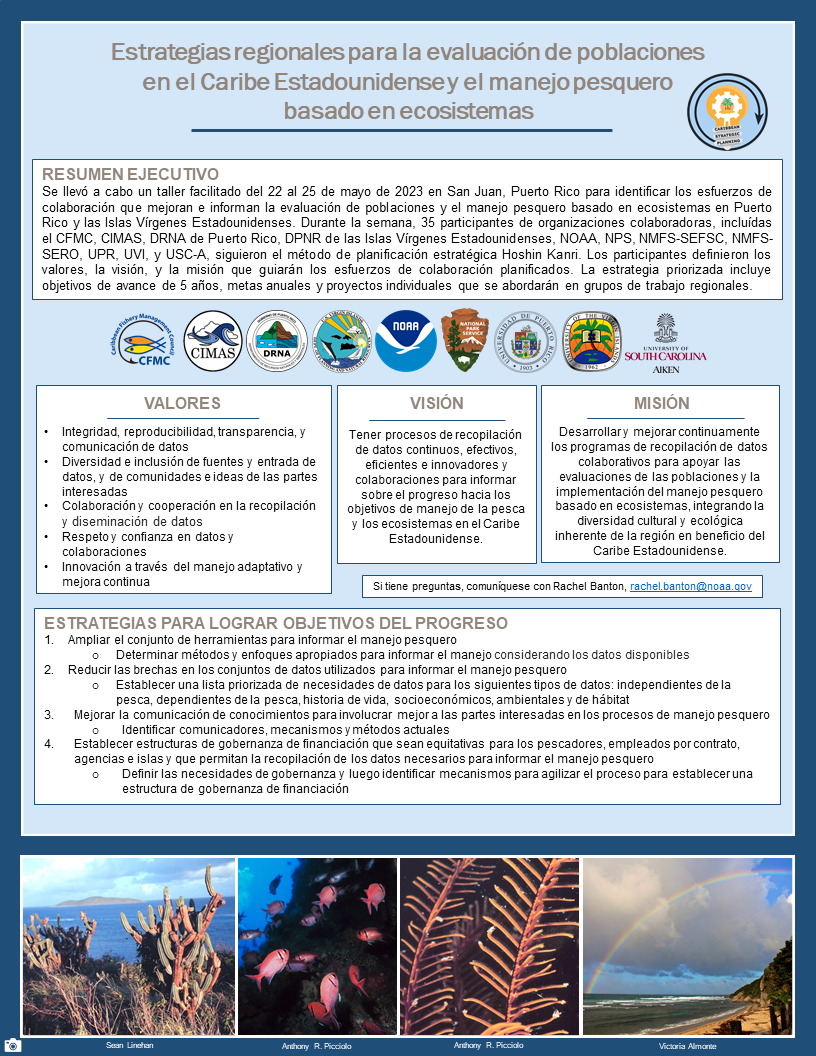 Estrategias regionales para la evaluación de poblaciones
en el Caribe Estadounidense y el manejo pesquero
basado en ecosistemas
CARIBBEAN
STRATEGIC
PLANNING
RESUMEN EJECUTIVO
Se llevó a cabo un taller facilitado del 22 al 25 de mayo de 2023 en San Juan, Puerto Rico para identificar los esfuerzos de
colaboración que mejoran e informan la evaluación de poblaciones y el manejo pesquero basado en ecosistemas en Puerto
Rico y las Islas Vírgenes Estadounidenses. Durante la semana, 35 participantes de organizaciones colaboradoras, incluídas
el CFMC, CIMAS, DRNA de Puerto Rico, DPNR de las Islas Vírgenes Estadounidenses, NOAA, NPS, NMFS-SEFSC, NMFS-
SERO, UPR, UVI, y USC-A, siguieron el método de planificación estratégica Hoshin Kanri. Los participantes definieron los
valores, la visión, y la misión que guiarán los esfuerzos de colaboración planificados. La estrategia priorizada incluye
objetivos de avance de 5 años, metas anuales y proyectos individuales que se abordarán en grupos de trabajo regionales.
Caribbean Fishery Management Council
CFMC
CIMAS
DRNA
NOAA
NATIONAL
PARK
SERVICE
UNIVERSIDAD DE PUERTO RICO
1903
UNIVERSITY OF THE VIRGIN ISLANDS
1962
UNIVERSITY OF
SOUTH CAROLINA
AIKEN
VALORES
• Integridad, reproducibilidad, transparencia, y
comunicación de datos
• Diversidad e inclusión de fuentes y entrada de
datos, y de comunidades e ideas de las partes
interesadas
• Colaboración y cooperación en la recopilación
y diseminación de datos
• Respeto y confianza en datos y
colaboraciones
• Innovación a través del manejo adaptativo y
mejora continua
VISIÓN
Tener procesos de recopilación
de datos continuos, efectivos,
eficientes e innovadores y
colaboraciones para informar
sobre el progreso hacia los
objetivos de manejo de la pesca
y los ecosistemas en el Caribe
Estadounidense.
MISIÓN
Desarrollar y mejorar continuamente
los programas de recopilación de datos
colaborativos para apoyar las
evaluaciones de las poblaciones y la
implementación del manejo pesquero
basado en ecosistemas, integrando la
diversidad cultural y ecológica
inherente de la región en beneficio del
Caribe Estadounidense.
Si tiene preguntas, comuníquese con Rachel Banton, rachel.banton@noaa.gov
ESTRATEGIAS PARA LOGRAR OBJETIVOS DEL PROGRESO
1. Ampliar el conjunto de herramientas para informar el manejo pesquero
o Determinar métodos y enfoques apropiados para informar el manejo considerando los datos disponibles
2. Reducir las brechas en los conjuntos de datos utilizados para informar el manejo pesquero
o Establecer una lista priorizada de necesidades de datos para los siguientes tipos de datos: independientes de la
pesca, dependientes de la pesca, historia de vida, socioeconómicos, ambientales y de hábitat
3. Mejorar la comunicación de conocimientos para involucrar mejor a las partes interesadas en los procesos de manejo pesquero
o Identificar comunicadores, mecanismos y métodos actuales
4. Establecer estructuras de gobernanza de financiación que sean equitativas para los pescadores, empleados por contrato,
agencias e islas y que permitan la recopilación de los datos necesarios para informar el manejo pesquero
o Definir las necesidades de gobernanza y luego identificar mecanismos para agilizar el proceso para establecer una
estructura de gobernanza de financiación
Sean Linehan
Anthony R. Picciolo
Anthony R. Picciolo
Victoria Almonte